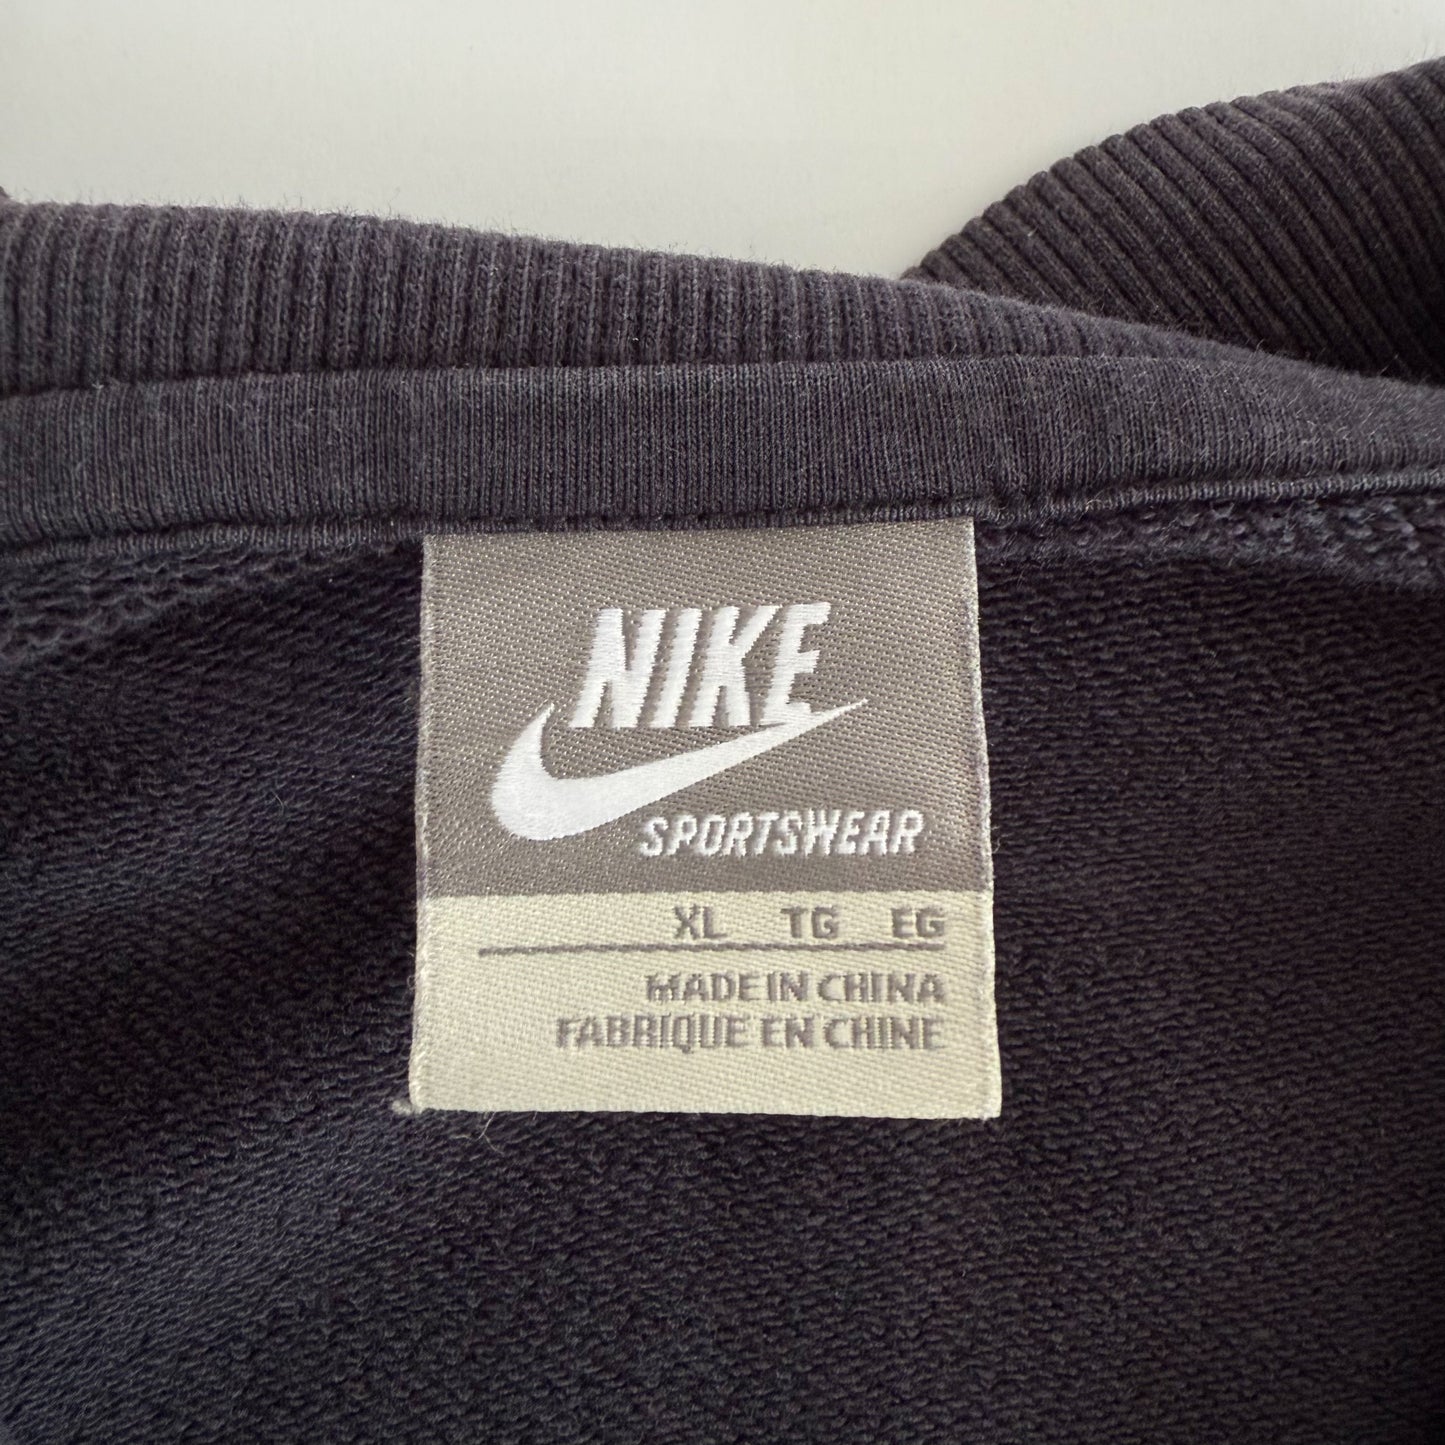 NIKE
SPORTSWEAR
XL TG EG
MADE IN CHINA
FABRIQUE EN CHINE